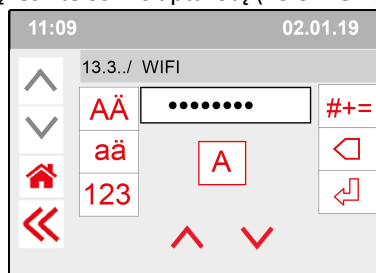 11:09 02.01.19
13.3../ WIFI
AÄ •••••••• #+=
aä A
123